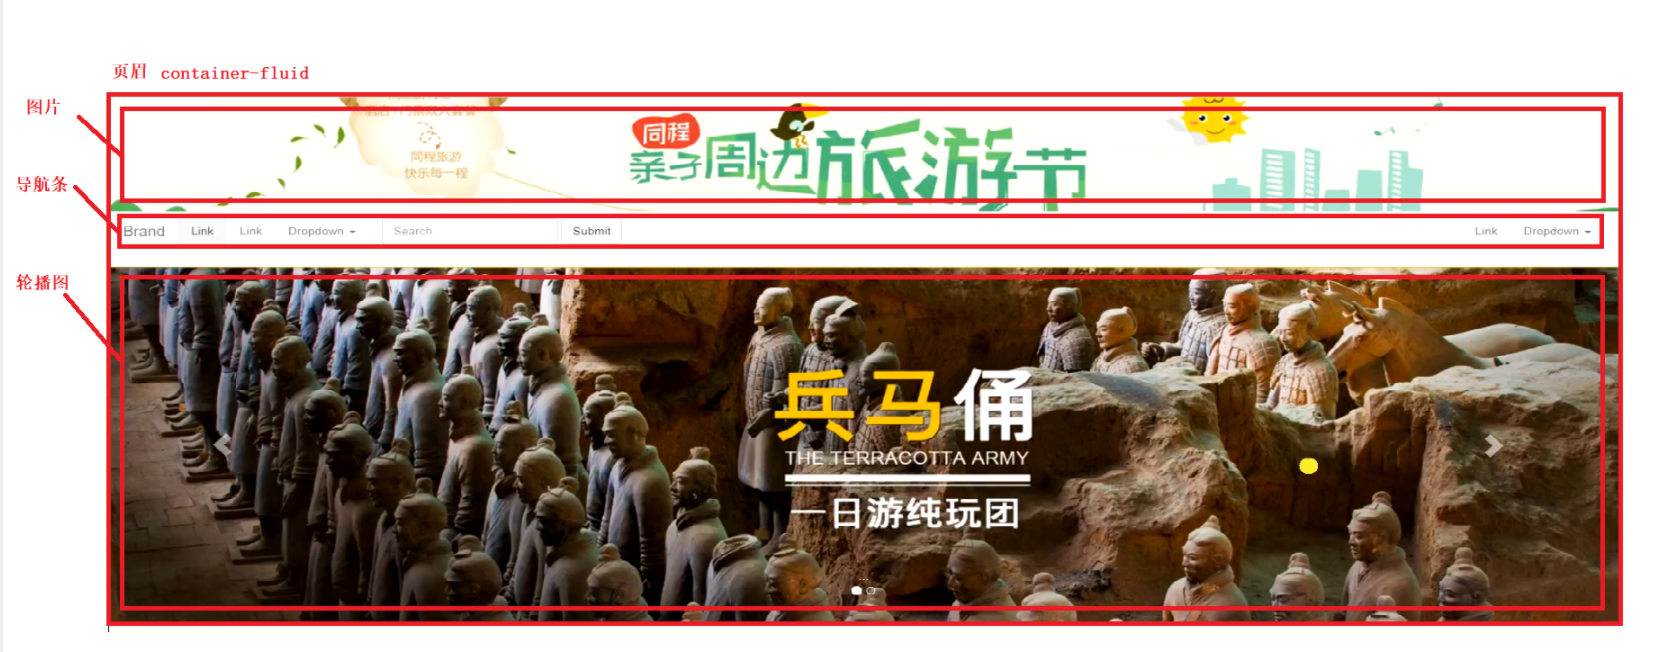 页眉 container-fluid
图片
同程
亲子周边旅游节
同程旅游
快乐每一程
导航条
Brand Link Link Dropdown Search Submit Link Dropdown
轮播图
兵马俑
THE TERRACOTTA ARMY
一日游纯玩团
...